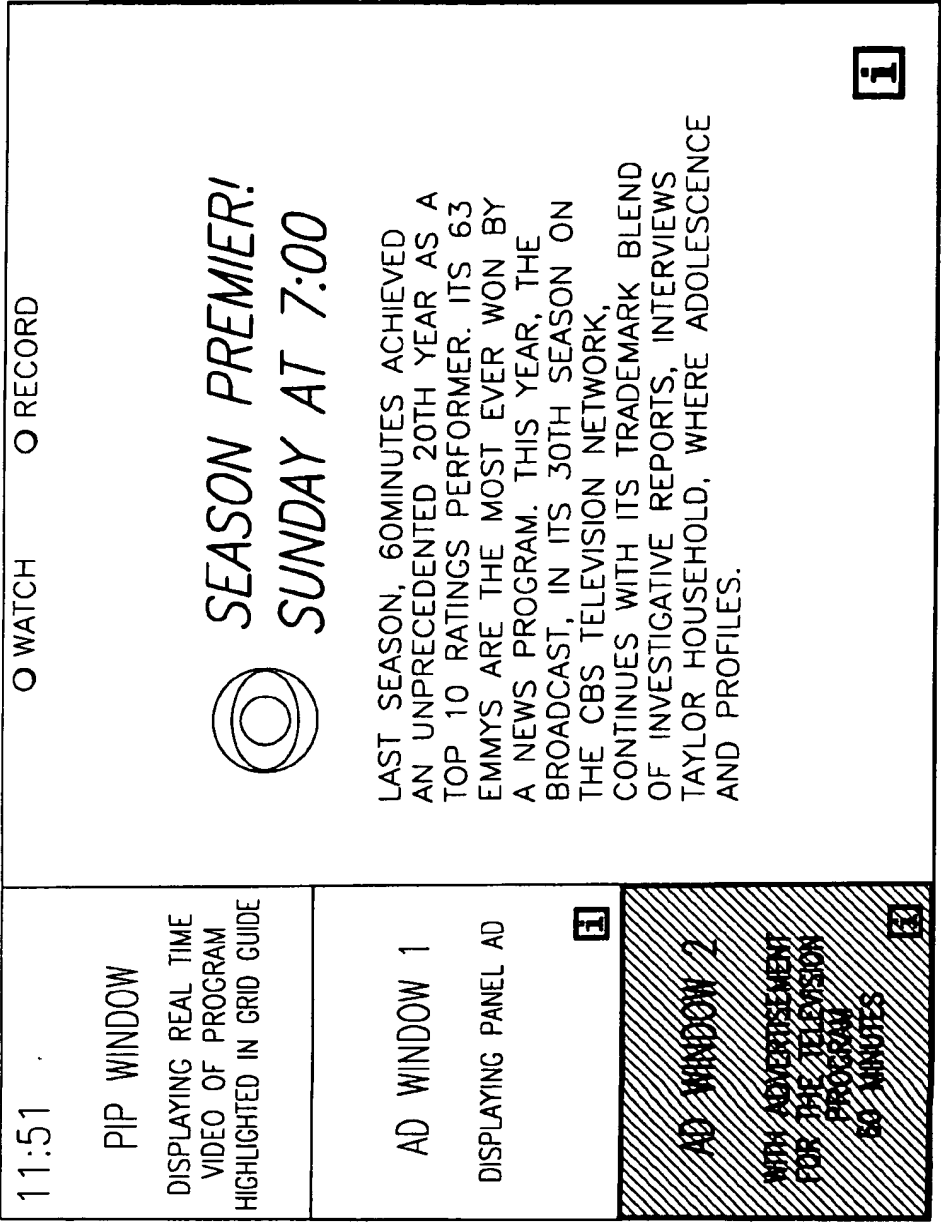 11:51
PIP WINDOW
DISPLAYING REAL TIME
VIDEO OF PROGRAM
HIGHLIGHTED IN GRID GUIDE
AD WINDOW 1
DISPLAYING PANEL AD
i
AD WINDOW 2
WITH ADVERTISEMENT
FOR THE TELEVISION
PROGRAM
60 MINUTES
i
WATCH
RECORD
SEASON PREMIER!
SUNDAY AT 7:00
LAST SEASON, 60MINUTES ACHIEVED
AN UNPRECEDENTED 20TH YEAR AS A
TOP 10 RATINGS PERFORMER. ITS 63
EMMYS ARE THE MOST EVER WON BY
A NEWS PROGRAM. THIS YEAR, THE
BROADCAST, IN ITS 30TH SEASON ON
THE CBS TELEVISION NETWORK,
CONTINUES WITH ITS TRADEMARK BLEND
OF INVESTIGATIVE REPORTS, INTERVIEWS
TAYLOR HOUSEHOLD, WHERE ADOLESCENCE
AND PROFILES.
i